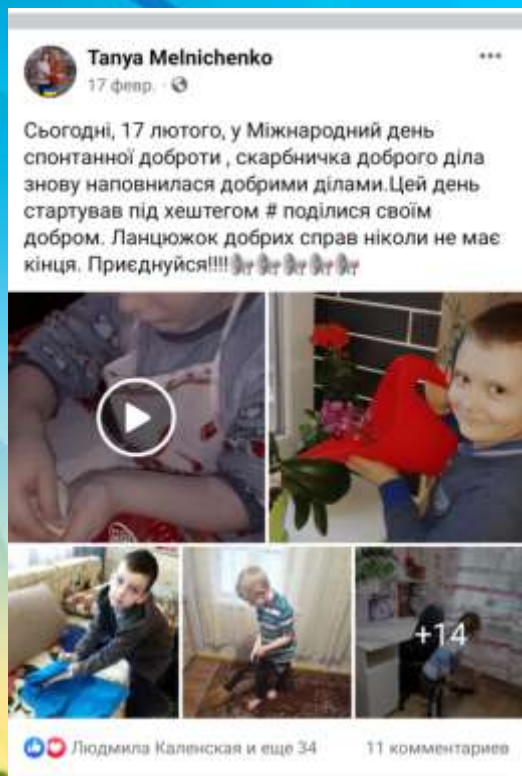 Tanya Melnichenko
17 февр.
Сьогодні, 17 лютого, у Міжнародний день
спонтанної доброти , скарбничка доброго діла
знову наповнилася добрими ділами.Цей день
стартував під хештегом # поділися своїм
добром. Ланцюжок добрих справ ніколи не має
кінця. Приєднуйся!!!!
+14
Людмила Каленская и еще 34
11 комментариев